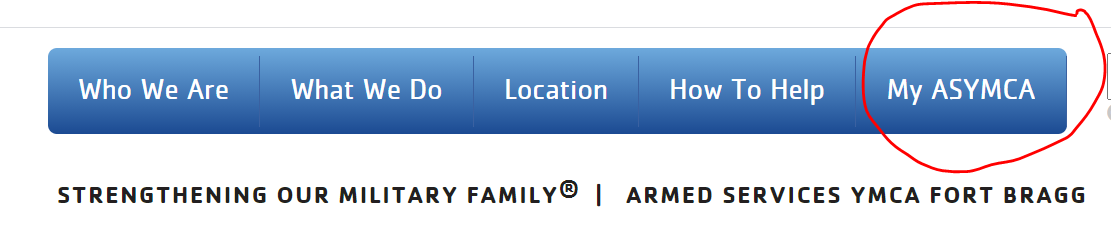 Who We Are What We Do Location How To Help My ASYMCA
STRENGTHENING OUR MILITARY FAMILY® | ARMED SERVICES YMCA FORT BRAGG